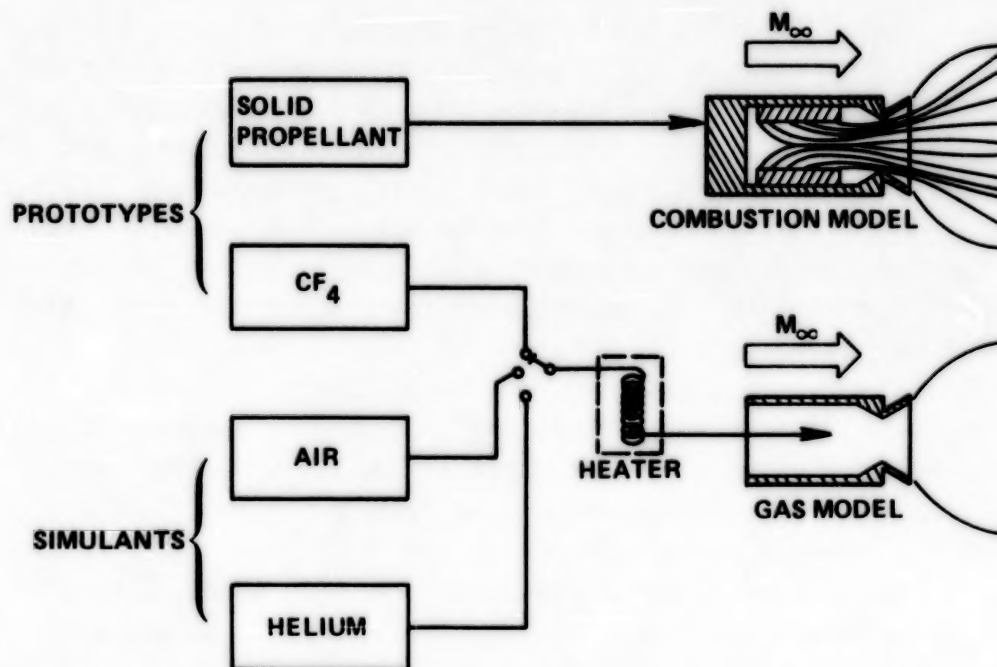 M∞
SOLID
PROPELLANT
PROTOTYPES
COMBUSTION MODEL
CF4
M∞
AIR
HEATER
GAS MODEL
SIMULANTS
HELIUM